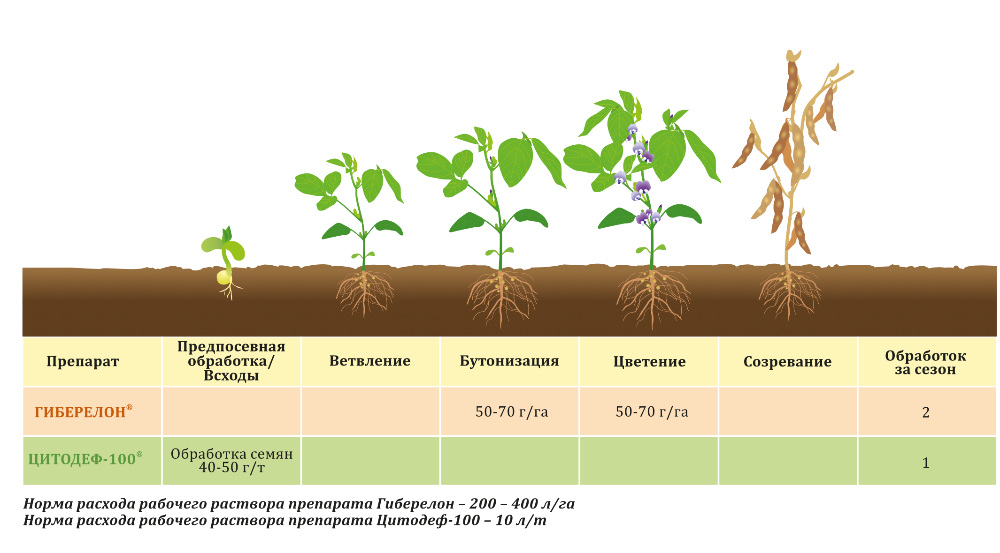 Препарат
Предпосевная
обработка/
Всходы
Ветвление
Бутонизация
Цветение
Созревание
Обработок
за сезон
ГИБЕРЕЛОН®
50-70 г/га
50-70 г/га
2
ЦИТОДЕФ-100®
Обработка семян
40-50 г/т
1
Норма расхода рабочего раствора препарата Гиберелон – 200 – 400 л/га
Норма расхода рабочего раствора препарата Цитодеф-100 – 10 л/т